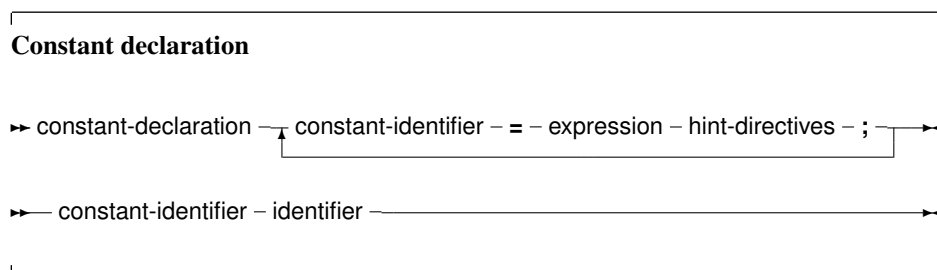 Constant declaration
constant-declaration constant-identifier = expression hint-directives ;
constant-identifier identifier